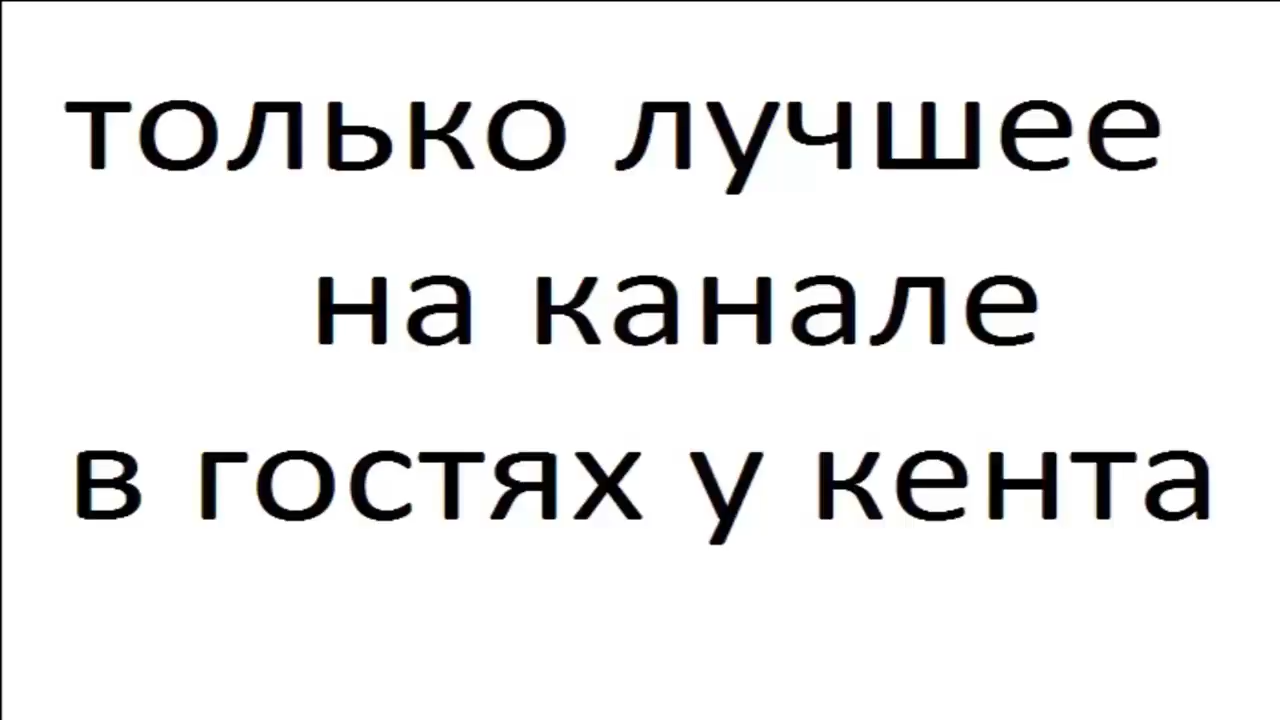 только лучшее
на канале
в гостях у кента